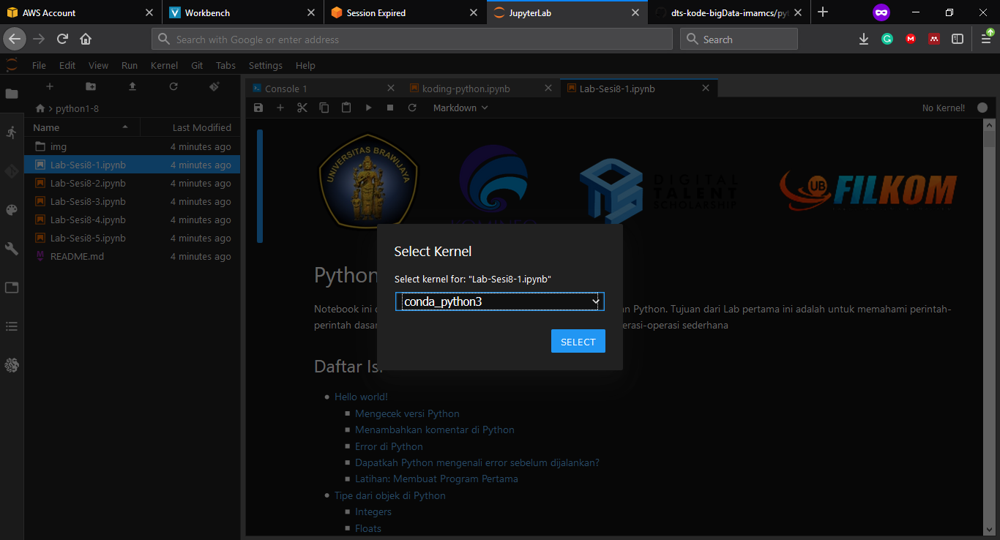 AWS Account
Workbench
Session Expired
JupyterLab
dts-kode-bigData-imamcs/pyt
Search with Google or enter address
Search
File Edit View Run Kernel Git Tabs Settings Help
Console 1
koding-python.ipynb
Lab-Sesi8-1.ipynb
python1-8
Markdown
No Kernel!
Name Last Modified
img 4 minutes ago
Lab-Sesi8-1.ipynb 4 minutes ago
Lab-Sesi8-2.ipynb 4 minutes ago
Lab-Sesi8-3.ipynb 4 minutes ago
Lab-Sesi8-4.ipynb 4 minutes ago
Lab-Sesi8-5.ipynb 4 minutes ago
README.md 4 minutes ago
UNIVERSITAS BRAWIJAYA
KOMINFO
DIGITAL
TALENT
SCHOLARSHIP
UB FILKOM
Select Kernel
Select kernel for: "Lab-Sesi8-1.ipynb"
conda_python3
SELECT
Python
Notebook ini n Python. Tujuan dari Lab pertama ini adalah untuk memahami perintah-
perintah dasar erasi-operasi sederhana
Daftar Isi
Hello world!
Mengecek versi Python
Menambahkan komentar di Python
Error di Python
Dapatkah Python mengenali error sebelum dijalankan?
Latihan: Membuat Program Pertama
Tipe dari objek di Python
Integers
Floats